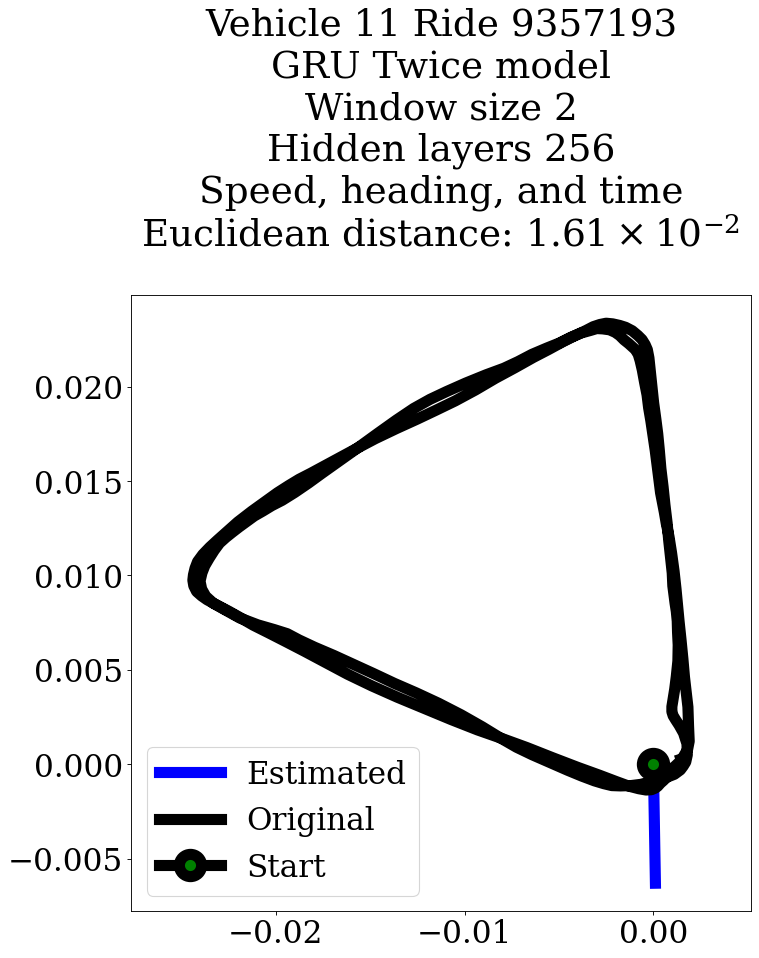 Vehicle 11 Ride 9357193
GRU Twice model
Window size 2
Hidden layers 256
Speed, heading, and time
Euclidean distance: 1.61 × 10⁻²
0.020
0.015
0.010
0.005
0.000
−0.005
Estimated
Original
Start
−0.02
−0.01
0.00